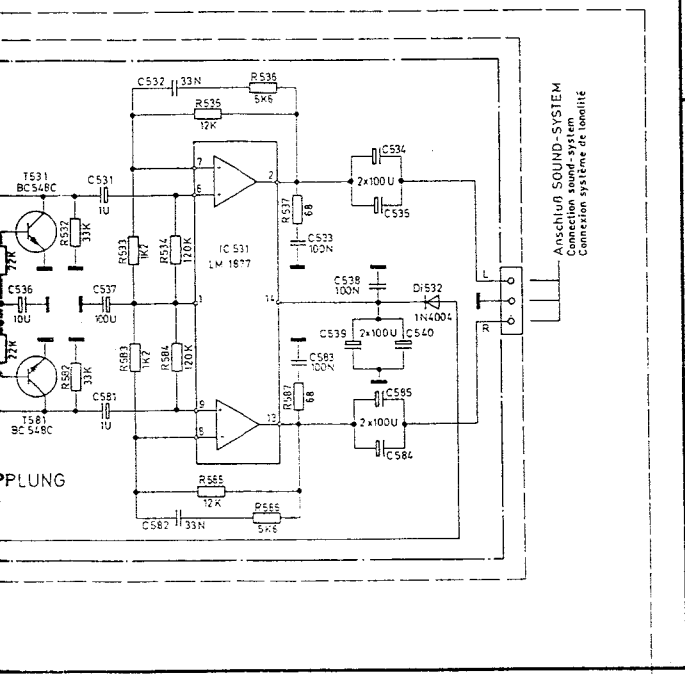 C532 33N
R536
5K6
R535
12K
7
2
6
T531
BC548C
C531
1U
R532
33K
R533
1K2
R534
120K
IC 531
LM 1877
R537
68
C533
100N
C534
2x100U
C535
22K
C536
10U
C537
100U
1
14
C538
100N
Di532
1N4004
C539
2x100U
C540
L
R
Anschluß SOUND-SYSTEM
Connection sound-system
Connexion système de tonalité
22K
R582
33K
R583
1K2
R584
120K
C583
100N
R587
68
T581
BC548C
C581
1U
9
8
13
C585
2x100U
C584
PPLUNG
R585
12K
C582
33N
5K6